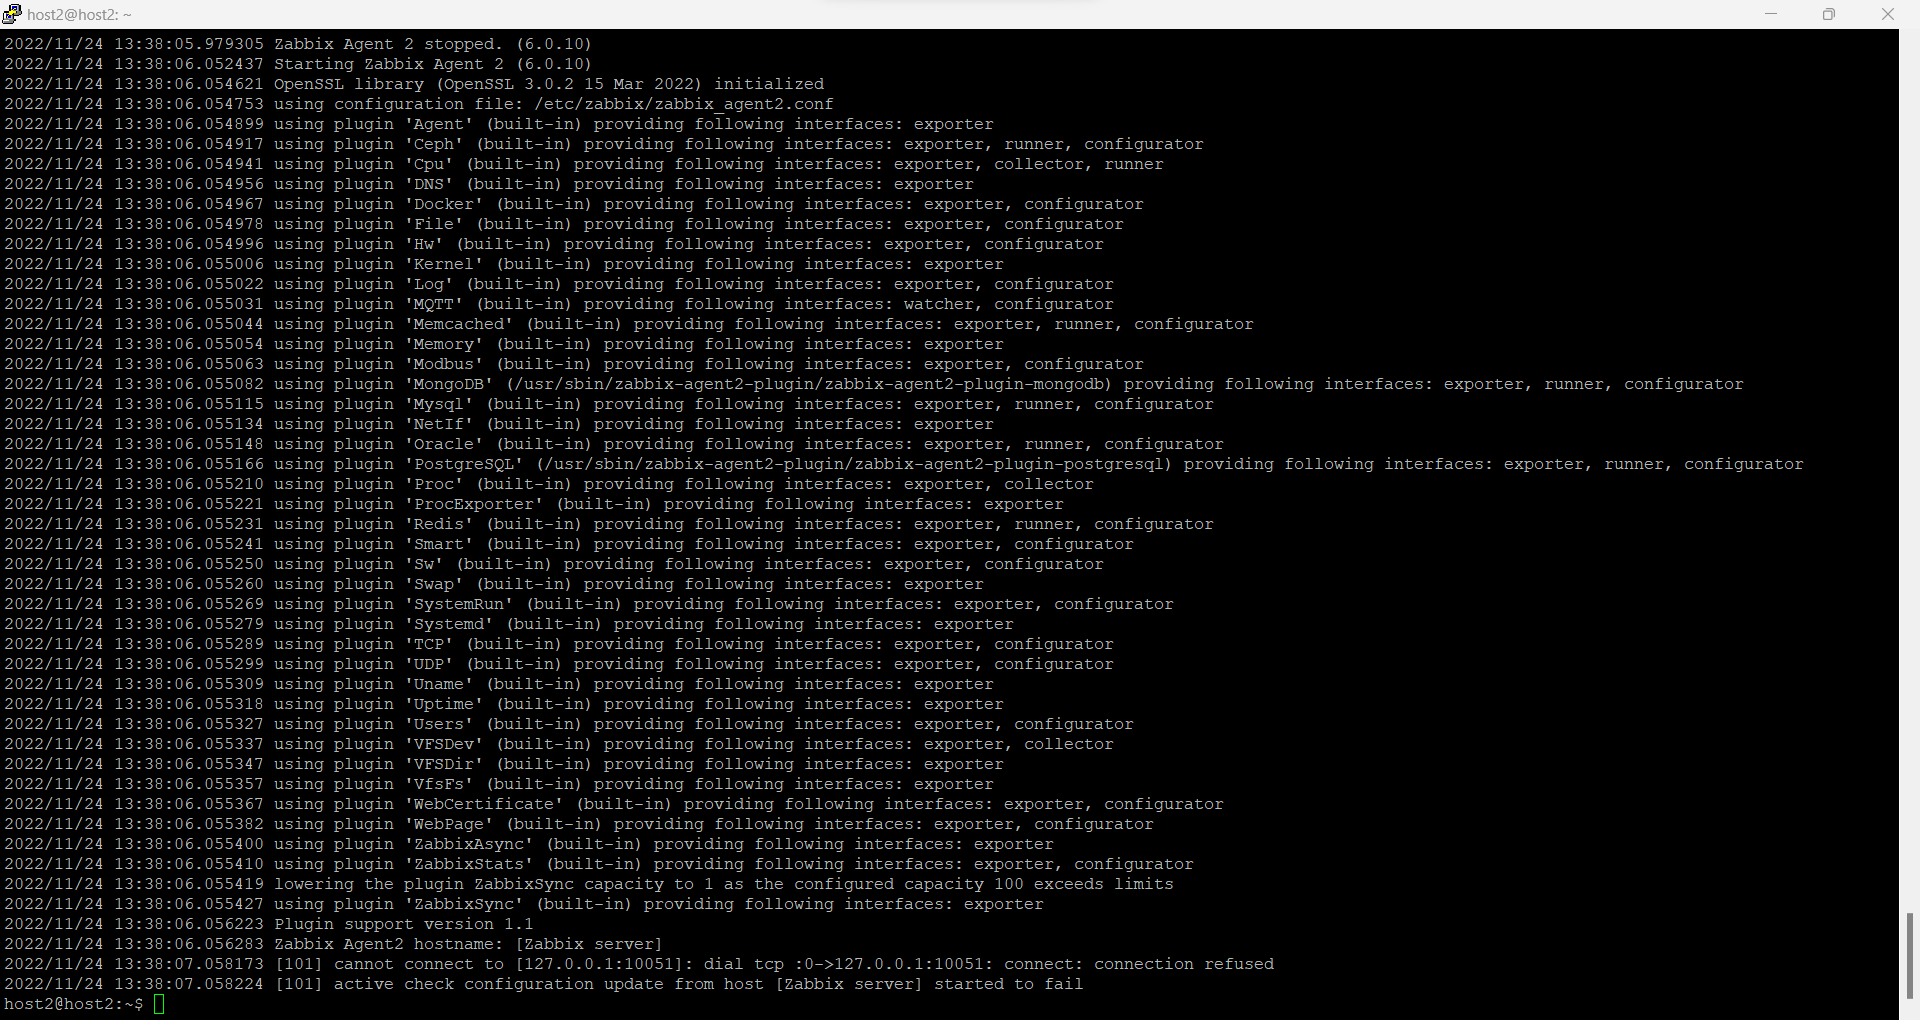 host2@host2: ~
2022/11/24 13:38:05.979305 Zabbix Agent 2 stopped. (6.0.10)
2022/11/24 13:38:06.052437 Starting Zabbix Agent 2 (6.0.10)
2022/11/24 13:38:06.054621 OpenSSL library (OpenSSL 3.0.2 15 Mar 2022) initialized
2022/11/24 13:38:06.054753 using configuration file: /etc/zabbix/zabbix_agent2.conf
2022/11/24 13:38:06.054899 using plugin 'Agent' (built-in) providing following interfaces: exporter
2022/11/24 13:38:06.054917 using plugin 'Ceph' (built-in) providing following interfaces: exporter, runner, configurator
2022/11/24 13:38:06.054941 using plugin 'Cpu' (built-in) providing following interfaces: exporter, collector, runner
2022/11/24 13:38:06.054956 using plugin 'DNS' (built-in) providing following interfaces: exporter
2022/11/24 13:38:06.054967 using plugin 'Docker' (built-in) providing following interfaces: exporter, configurator
2022/11/24 13:38:06.054978 using plugin 'File' (built-in) providing following interfaces: exporter, configurator
2022/11/24 13:38:06.054996 using plugin 'Hw' (built-in) providing following interfaces: exporter, configurator
2022/11/24 13:38:06.055006 using plugin 'Kernel' (built-in) providing following interfaces: exporter
2022/11/24 13:38:06.055022 using plugin 'Log' (built-in) providing following interfaces: exporter, configurator
2022/11/24 13:38:06.055031 using plugin 'MQTT' (built-in) providing following interfaces: watcher, configurator
2022/11/24 13:38:06.055044 using plugin 'Memcached' (built-in) providing following interfaces: exporter, runner, configurator
2022/11/24 13:38:06.055054 using plugin 'Memory' (built-in) providing following interfaces: exporter
2022/11/24 13:38:06.055063 using plugin 'Modbus' (built-in) providing following interfaces: exporter, configurator
2022/11/24 13:38:06.055082 using plugin 'MongoDB' (/usr/sbin/zabbix-agent2-plugin/zabbix-agent2-plugin-mongodb) providing following interfaces: exporter, runner, configurator
2022/11/24 13:38:06.055115 using plugin 'Mysql' (built-in) providing following interfaces: exporter, runner, configurator
2022/11/24 13:38:06.055134 using plugin 'NetIf' (built-in) providing following interfaces: exporter
2022/11/24 13:38:06.055148 using plugin 'Oracle' (built-in) providing following interfaces: exporter, runner, configurator
2022/11/24 13:38:06.055166 using plugin 'PostgreSQL' (/usr/sbin/zabbix-agent2-plugin/zabbix-agent2-plugin-postgresql) providing following interfaces: exporter, runner, configurator
2022/11/24 13:38:06.055210 using plugin 'Proc' (built-in) providing following interfaces: exporter, collector
2022/11/24 13:38:06.055221 using plugin 'ProcExporter' (built-in) providing following interfaces: exporter
2022/11/24 13:38:06.055231 using plugin 'Redis' (built-in) providing following interfaces: exporter, runner, configurator
2022/11/24 13:38:06.055241 using plugin 'Smart' (built-in) providing following interfaces: exporter, configurator
2022/11/24 13:38:06.055250 using plugin 'Sw' (built-in) providing following interfaces: exporter, configurator
2022/11/24 13:38:06.055260 using plugin 'Swap' (built-in) providing following interfaces: exporter
2022/11/24 13:38:06.055269 using plugin 'SystemRun' (built-in) providing following interfaces: exporter, configurator
2022/11/24 13:38:06.055279 using plugin 'Systemd' (built-in) providing following interfaces: exporter
2022/11/24 13:38:06.055289 using plugin 'TCP' (built-in) providing following interfaces: exporter, configurator
2022/11/24 13:38:06.055299 using plugin 'UDP' (built-in) providing following interfaces: exporter, configurator
2022/11/24 13:38:06.055309 using plugin 'Uname' (built-in) providing following interfaces: exporter
2022/11/24 13:38:06.055318 using plugin 'Uptime' (built-in) providing following interfaces: exporter
2022/11/24 13:38:06.055327 using plugin 'Users' (built-in) providing following interfaces: exporter, configurator
2022/11/24 13:38:06.055337 using plugin 'VFSDev' (built-in) providing following interfaces: exporter, collector
2022/11/24 13:38:06.055347 using plugin 'VFSDir' (built-in) providing following interfaces: exporter
2022/11/24 13:38:06.055357 using plugin 'VfsFs' (built-in) providing following interfaces: exporter
2022/11/24 13:38:06.055367 using plugin 'WebCertificate' (built-in) providing following interfaces: exporter, configurator
2022/11/24 13:38:06.055382 using plugin 'WebPage' (built-in) providing following interfaces: exporter, configurator
2022/11/24 13:38:06.055400 using plugin 'ZabbixAsync' (built-in) providing following interfaces: exporter
2022/11/24 13:38:06.055410 using plugin 'ZabbixStats' (built-in) providing following interfaces: exporter, configurator
2022/11/24 13:38:06.055419 lowering the plugin ZabbixSync capacity to 1 as the configured capacity 100 exceeds limits
2022/11/24 13:38:06.055427 using plugin 'ZabbixSync' (built-in) providing following interfaces: exporter
2022/11/24 13:38:06.056223 Plugin support version 1.1
2022/11/24 13:38:06.056283 Zabbix Agent2 hostname: [Zabbix server]
2022/11/24 13:38:07.058173 [101] cannot connect to [127.0.0.1:10051]: dial tcp :0->127.0.0.1:10051: connect: connection refused
2022/11/24 13:38:07.058224 [101] active check configuration update from host [Zabbix server] started to fail
host2@host2:~$